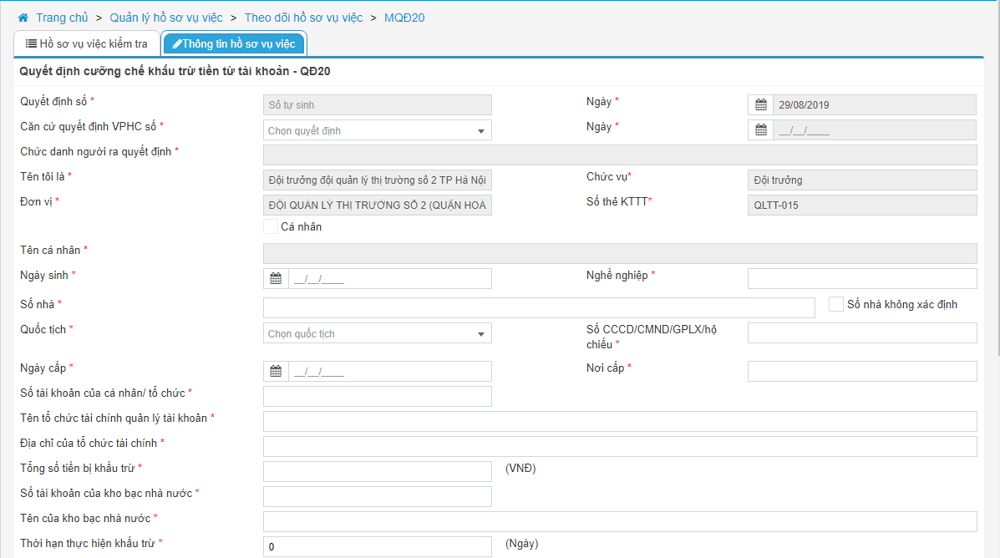 Trang chủ > Quản lý hồ sơ vụ việc > Theo dõi hồ sơ vụ việc > MQĐ20
Hồ sơ vụ việc kiểm tra Thông tin hồ sơ vụ việc
Quyết định cưỡng chế khấu trừ tiền từ tài khoản - QĐ20
Quyết định số * Số tự sinh Ngày * 29/08/2019
Căn cứ quyết định VPHC số * Chọn quyết định Ngày * __/__/____
Chức danh người ra quyết định *
Tên tôi là * Đội trưởng đội quản lý thị trường số 2 TP Hà Nội Chức vụ* Đội trưởng
Đơn vị * ĐỘI QUẢN LÝ THỊ TRƯỜNG SỐ 2 (QUẬN HOÀ Số thẻ KTTT* QLTT-015
Cá nhân
Tên cá nhân *
Ngày sinh * __/__/____ Nghề nghiệp *
Số nhà * Số nhà không xác định
Quốc tịch * Chọn quốc tịch Số CCCD/CMND/GPLX/hộ
chiếu *
Ngày cấp * __/__/____ Nơi cấp *
Số tài khoản của cá nhân/ tổ chức *
Tên tổ chức tài chính quản lý tài khoản *
Địa chỉ của tổ chức tài chính *
Tổng số tiền bị khấu trừ * (VNĐ)
Số tài khoản của kho bạc nhà nước *
Tên của kho bạc nhà nước *
Thời hạn thực hiện khấu trừ * 0 (Ngày)